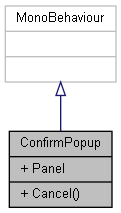 MonoBehaviour
ConfirmPopup
+ Panel
+ Cancel()